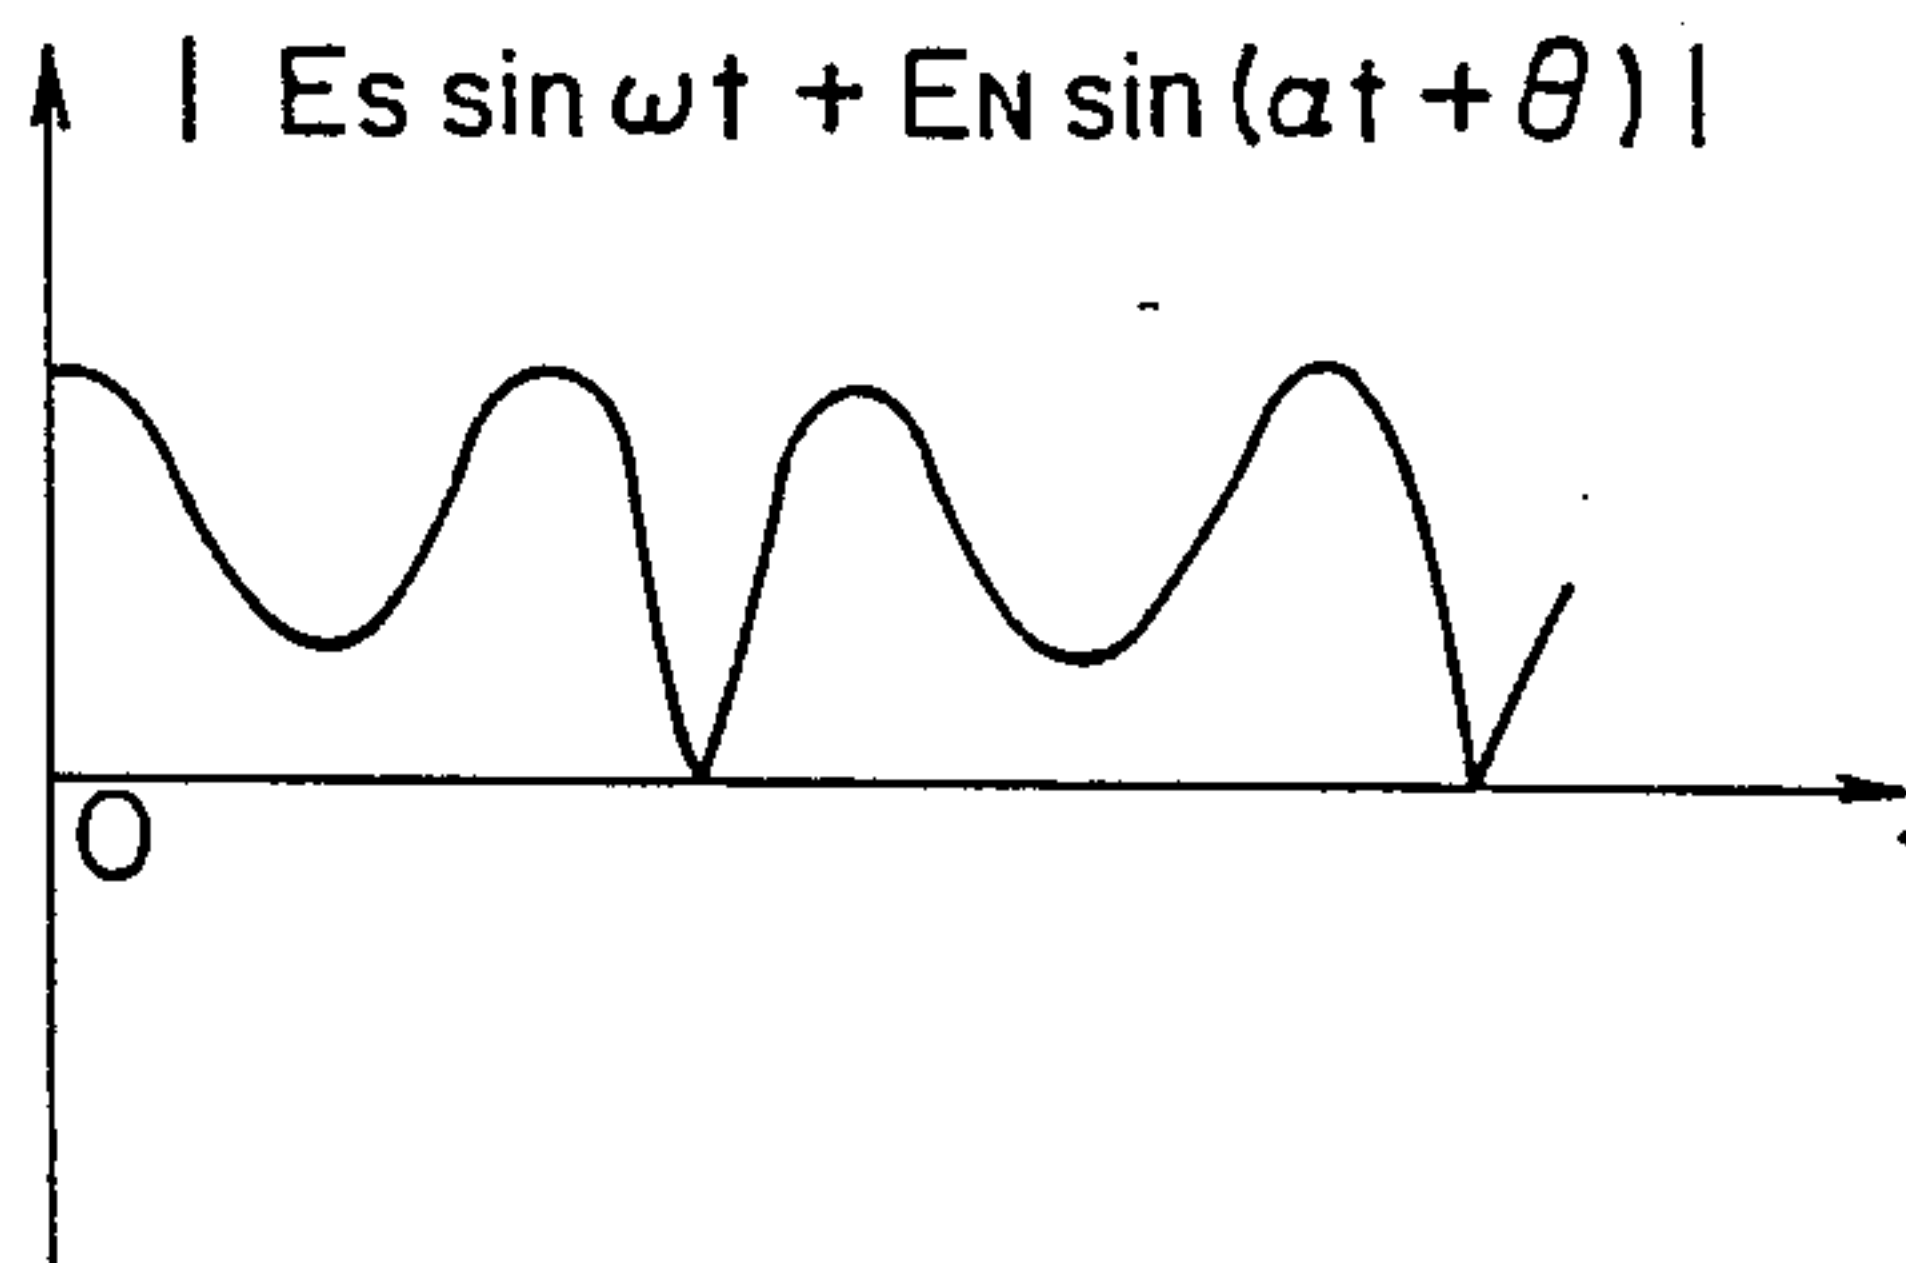 | Es sin ωt + EN sin (αt + θ) |
O